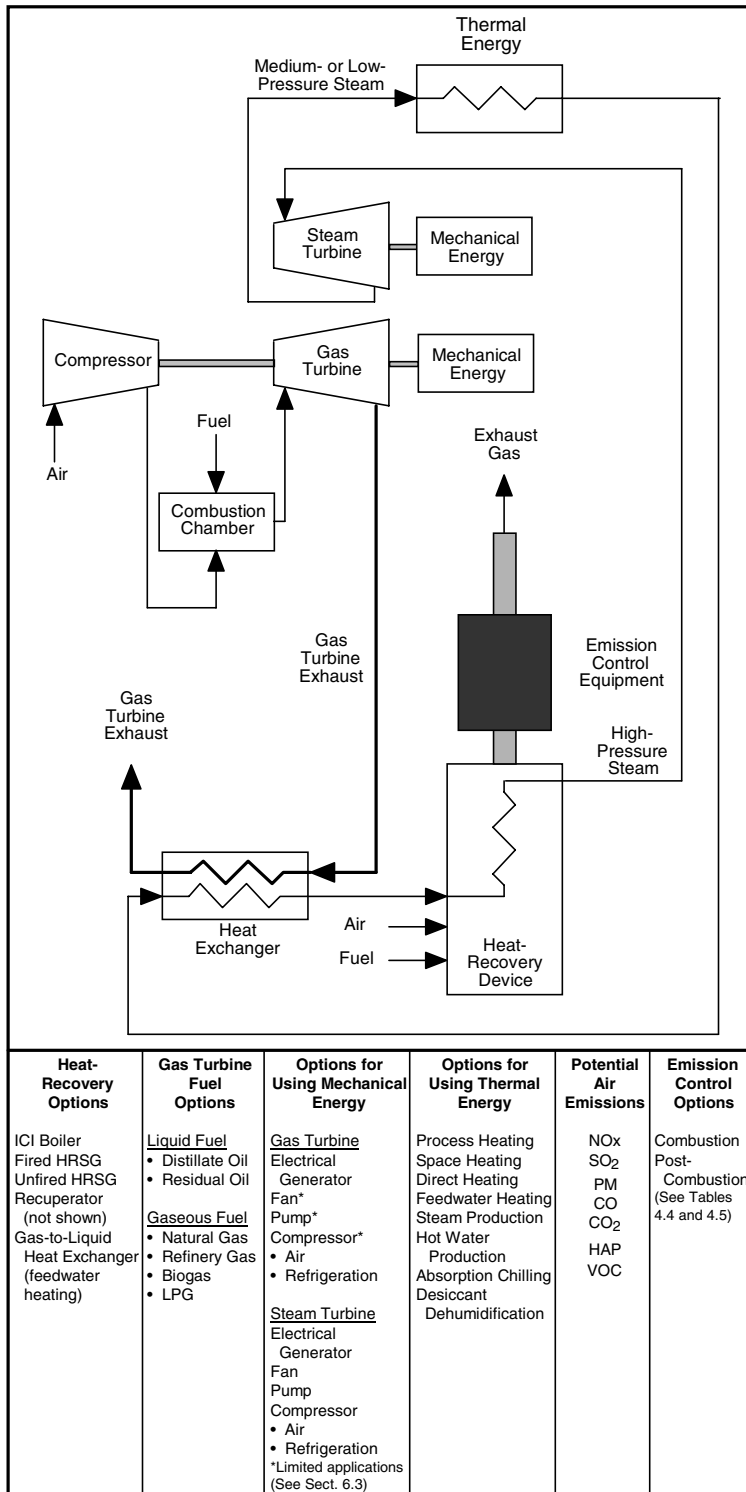 Thermal
Energy
Medium- or Low-
Pressure Steam
Steam
Turbine
Mechanical
Energy
Compressor
Gas
Turbine
Mechanical
Energy
Fuel
Air
Exhaust
Gas
Combustion
Chamber
Gas
Turbine
Exhaust
Emission
Control
Equipment
Gas
Turbine
Exhaust
High-
Pressure
Steam
Heat
Exchanger
Air
Fuel
Heat-
Recovery
Device
Heat-
Recovery
Options
ICI Boiler
Fired HRSG
Unfired HRSG
Recuperator
(not shown)
Gas-to-Liquid
Heat Exchanger
(feedwater
heating)
Gas Turbine
Fuel
Options
Liquid Fuel
• Distillate Oil
• Residual Oil
Gaseous Fuel
• Natural Gas
• Refinery Gas
• Biogas
• LPG
Options for
Using Mechanical
Energy
Gas Turbine
Electrical
Generator
Fan*
Pump*
Compressor*
• Air
• Refrigeration
Steam Turbine
Electrical
Generator
Fan
Pump
Compressor
• Air
• Refrigeration
*Limited applications
(See Sect. 6.3)
Options for
Using Thermal
Energy
Process Heating
Space Heating
Direct Heating
Feedwater Heating
Steam Production
Hot Water
Production
Absorption Chilling
Desiccant
Dehumidification
Potential
Air
Emissions
NOx
SO2
PM
CO
CO2
HAP
VOC
Emission
Control
Options
Combustion
Post-
Combustion
(See Tables
4.4 and 4.5)